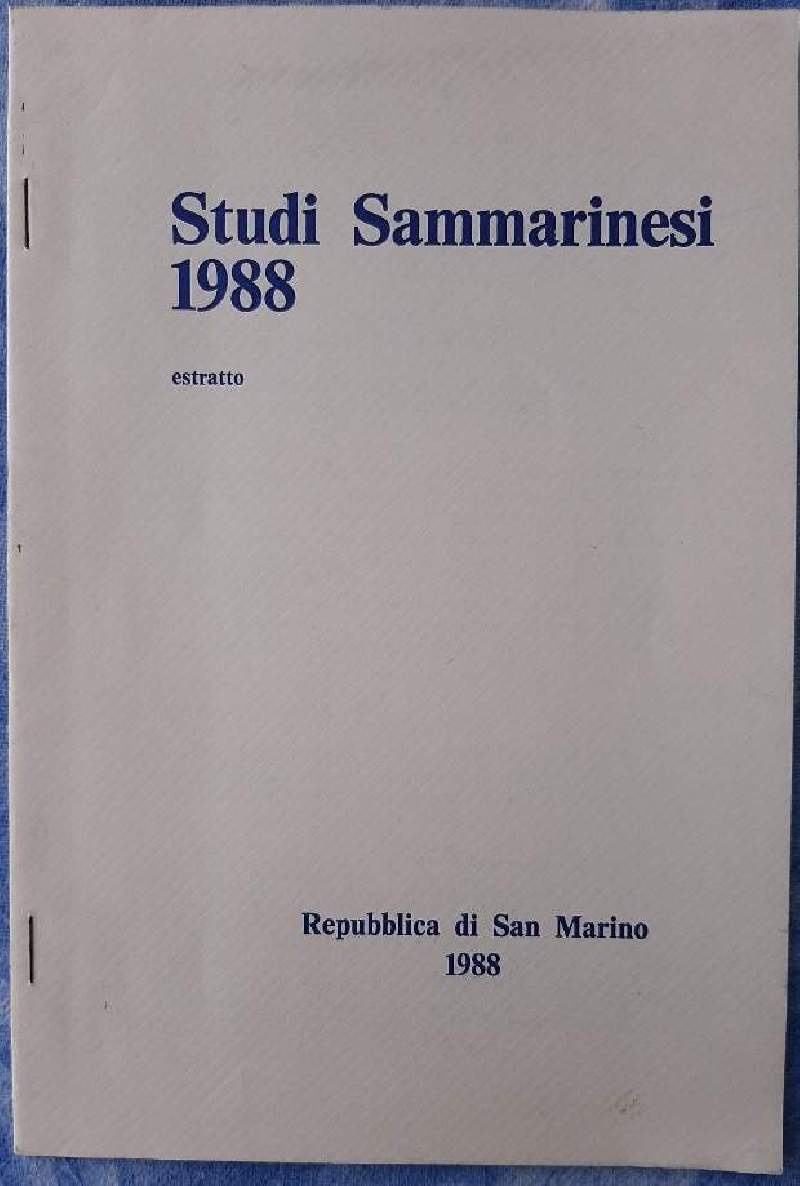 Studi Sammarinesi
1988
estratto
Repubblica di San Marino
1988